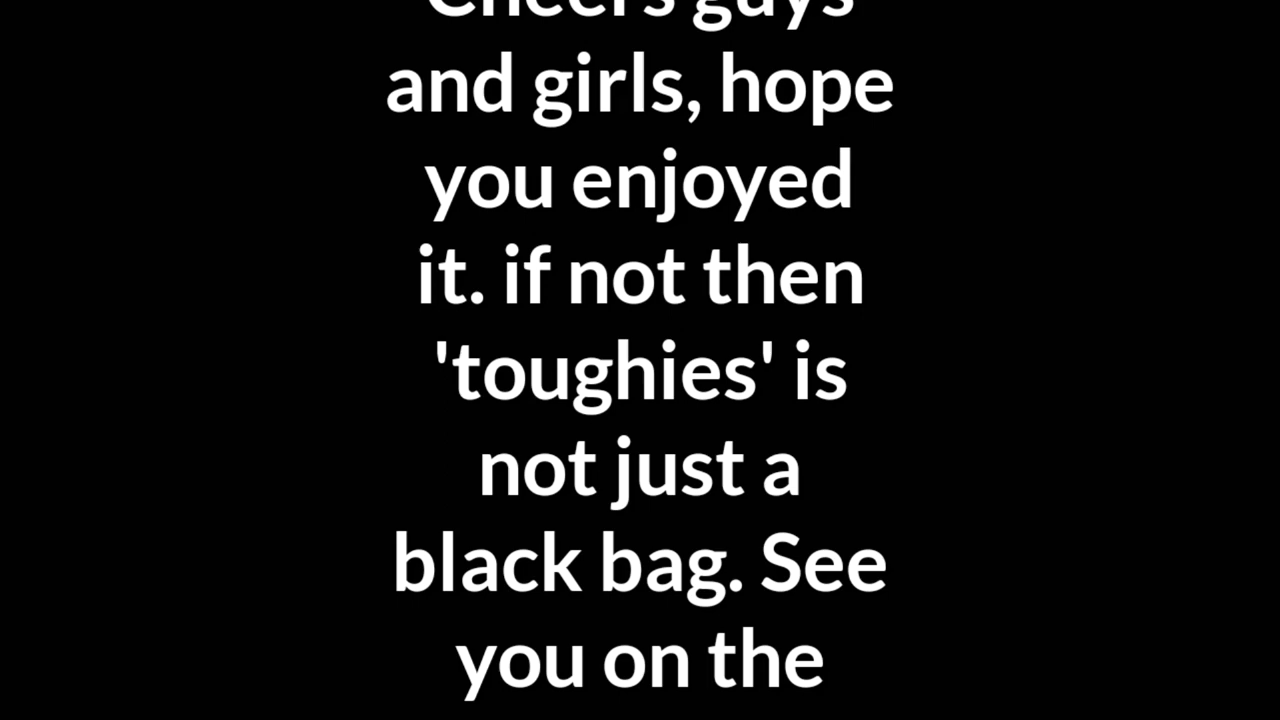 Cheers guys
and girls, hope
you enjoyed
it. if not then
'toughies' is
not just a
black bag. See
you on the